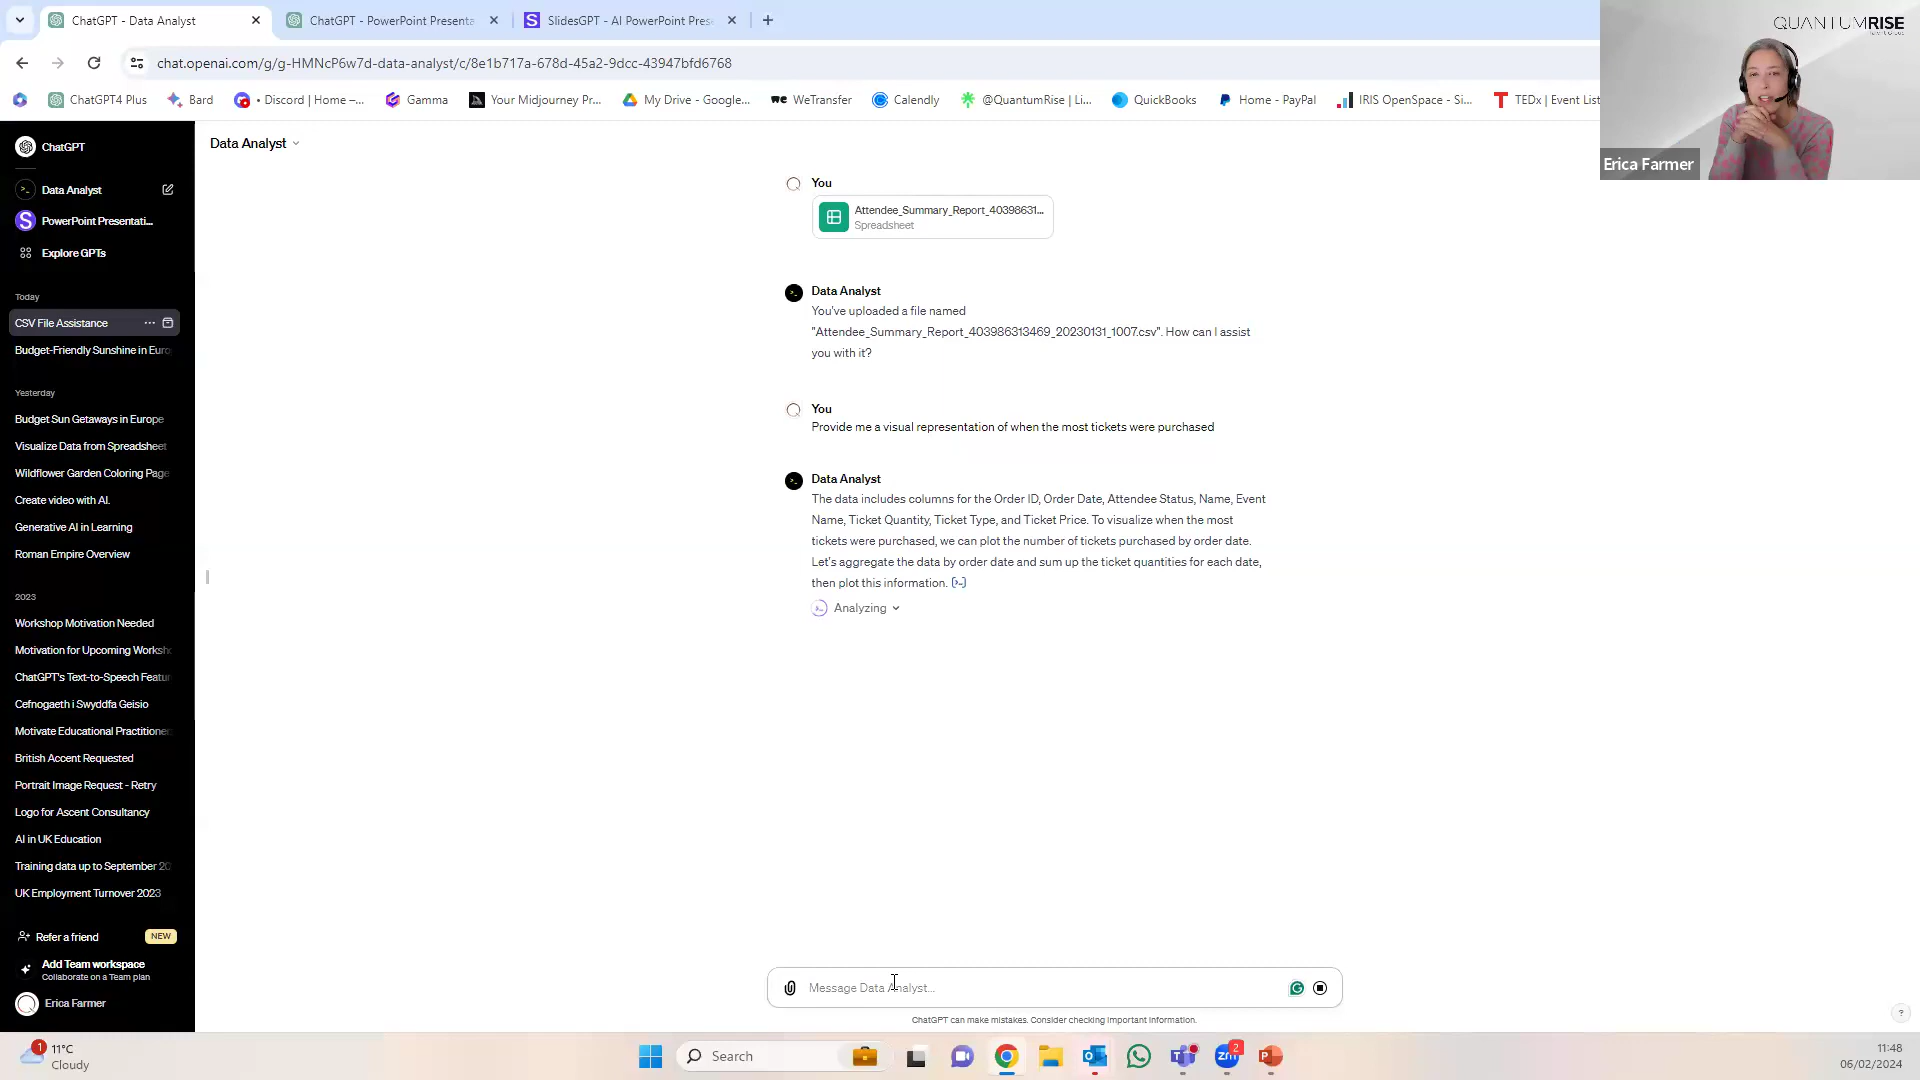 ChatGPT - Data Analyst
ChatGPT - PowerPoint Presenta
SlidesGPT - AI PowerPoint Pres
QUANTUMRISE
chat.openai.com/g/g-HMNcP6w7d-data-analyst/c/8e1b717a-678d-45a2-9dcc-43947bfd6768
ChatGPT4 Plus
Bard
• Discord | Home –...
Gamma
Your Midjourney Pr...
My Drive - Google...
WeTransfer
Calendly
@QuantumRise | Li...
QuickBooks
Home - PayPal
IRIS OpenSpace - Si...
TEDx | Event List
Erica Farmer
ChatGPT
Data Analyst
PowerPoint Presentati...
Explore GPTs
Today
CSV File Assistance
Budget-Friendly Sunshine in Euro
Yesterday
Budget Sun Getaways in Europe
Visualize Data from Spreadsheet
Wildflower Garden Coloring Page
Create video with AI.
Generative AI in Learning
Roman Empire Overview
2023
Workshop Motivation Needed
Motivation for Upcoming Worksho
ChatGPT's Text-to-Speech Featur
Cefnogaeth i Swyddfa Geisio
Motivate Educational Practitioner
British Accent Requested
Portrait Image Request - Retry
Logo for Ascent Consultancy
AI in UK Education
Training data up to September 20
UK Employment Turnover 2023
Refer a friend
NEW
Add Team workspace
Collaborate on a Team plan
Erica Farmer
Data Analyst
You
Attendee_Summary_Report_40398631...
Spreadsheet
Data Analyst
You've uploaded a file named
"Attendee_Summary_Report_403986313469_20230131_1007.csv". How can I assist
you with it?
You
Provide me a visual representation of when the most tickets were purchased
Data Analyst
The data includes columns for the Order ID, Order Date, Attendee Status, Name, Event
Name, Ticket Quantity, Ticket Type, and Ticket Price. To visualize when the most
tickets were purchased, we can plot the number of tickets purchased by order date.
Let's aggregate the data by order date and sum up the ticket quantities for each date,
then plot this information. [>-]
Analyzing
Message Data Analyst...
ChatGPT can make mistakes. Consider checking important information.
?
1
11°C
Cloudy
Search
zm
2
P
11:48
06/02/2024